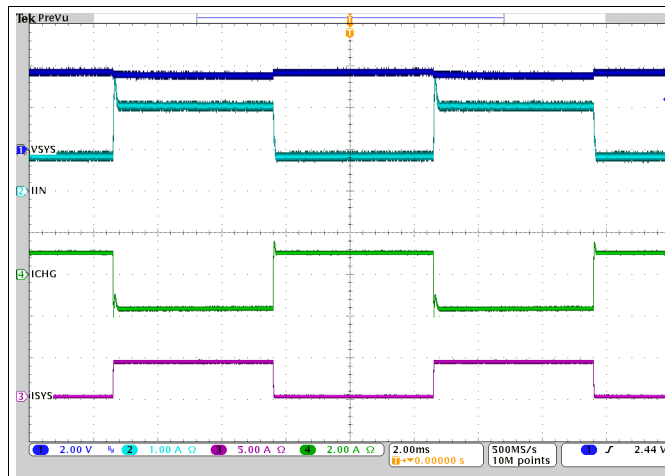 Tek PreVu
T
T
1 VSYS
2 IIN
4 ICHG
3 ISYS
1 2.00 V BW 2 1.00 A Ω 3 5.00 A Ω 4 2.00 A Ω 2.00ms 500MS/s 1 2.44 V
T→▼0.00000 s 10M points